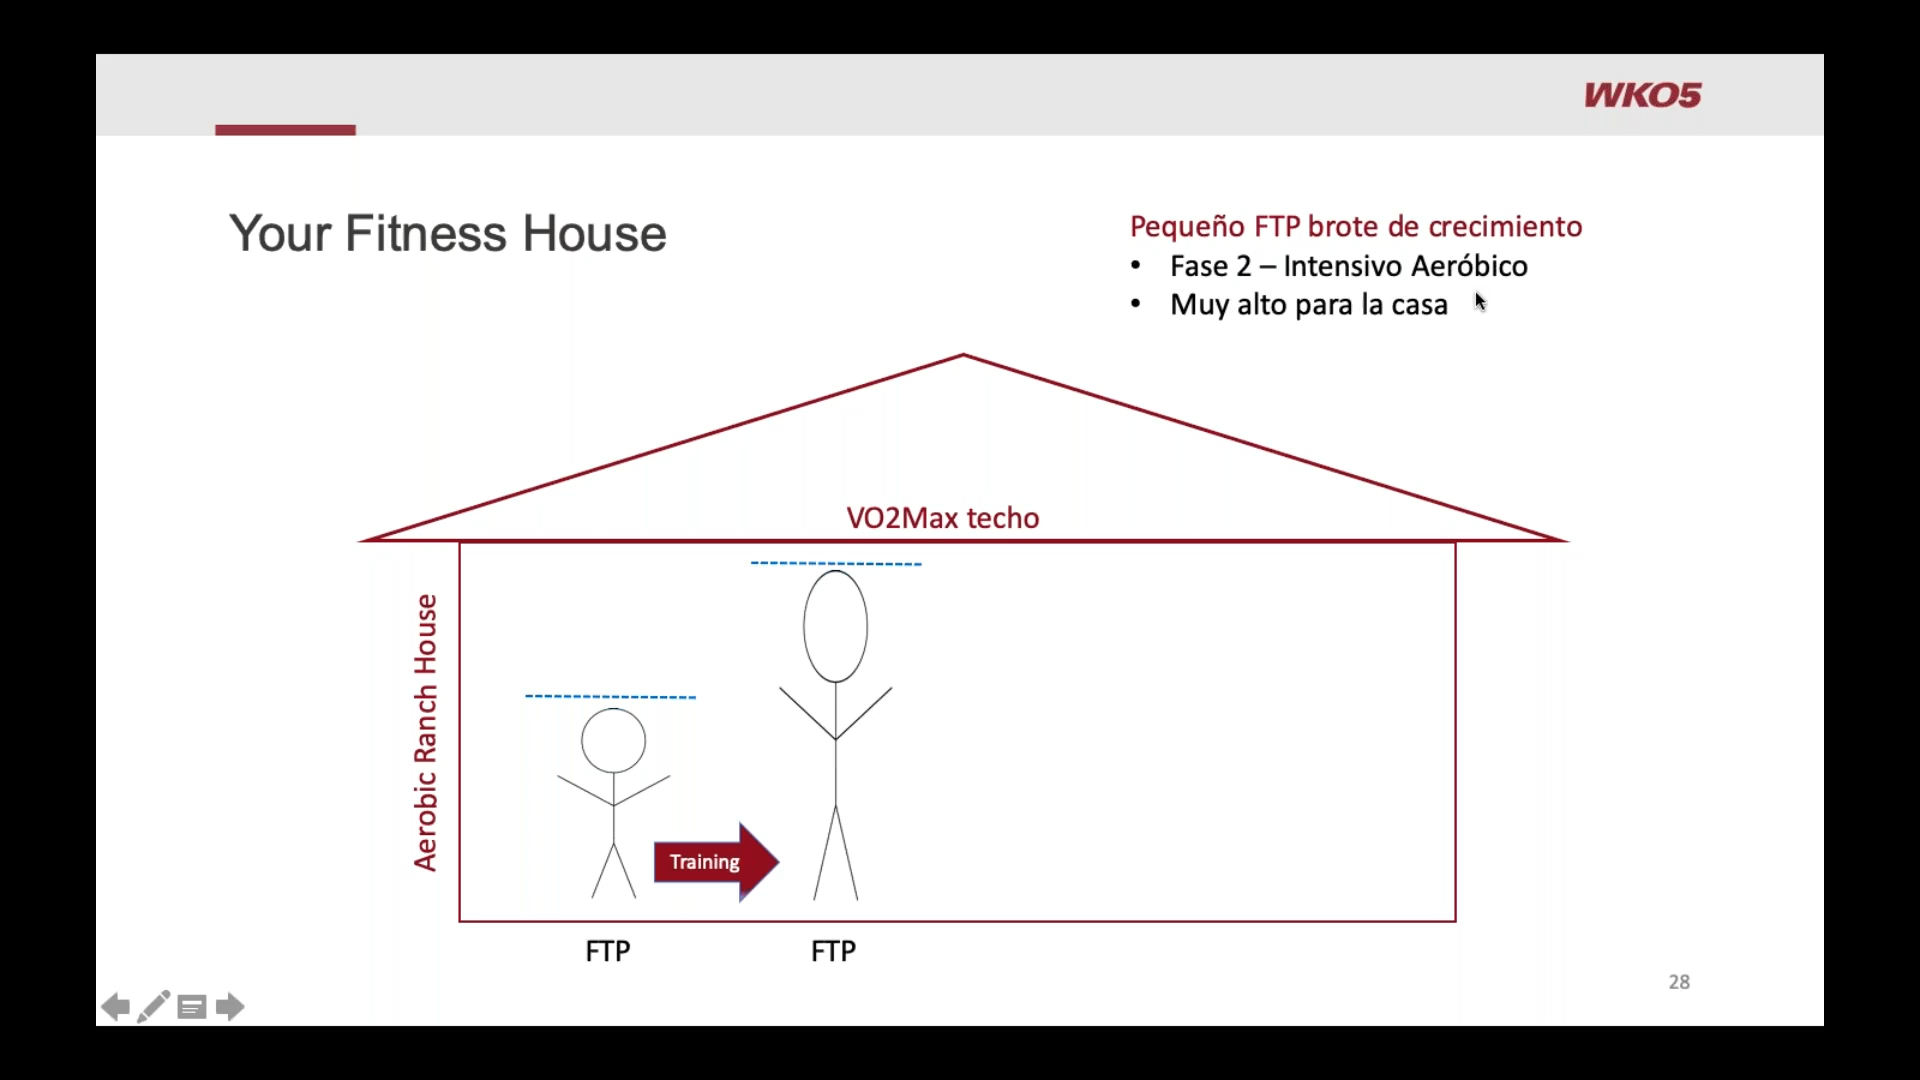 WKO5
Your Fitness House
Pequeño FTP brote de crecimiento
• Fase 2 – Intensivo Aeróbico
• Muy alto para la casa
VO2Max techo
Aerobic Ranch House
Training
FTP
FTP
28